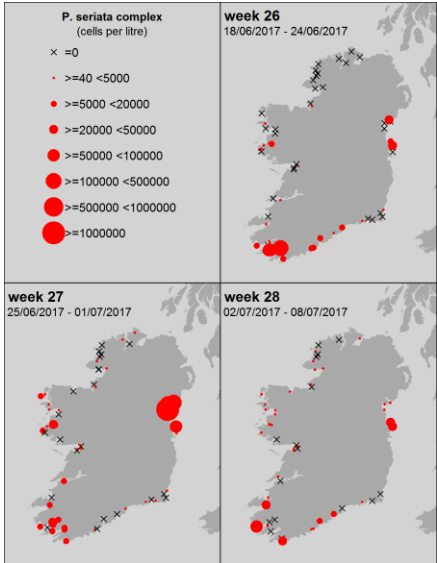 P. seriata complex
(cells per litre)
=0
>=40 <5000
>=5000 <20000
>=20000 <50000
>=50000 <100000
>=100000 <500000
>=500000 <1000000
>=1000000
week 26
18/06/2017 - 24/06/2017
week 27
25/06/2017 - 01/07/2017
week 28
02/07/2017 - 08/07/2017